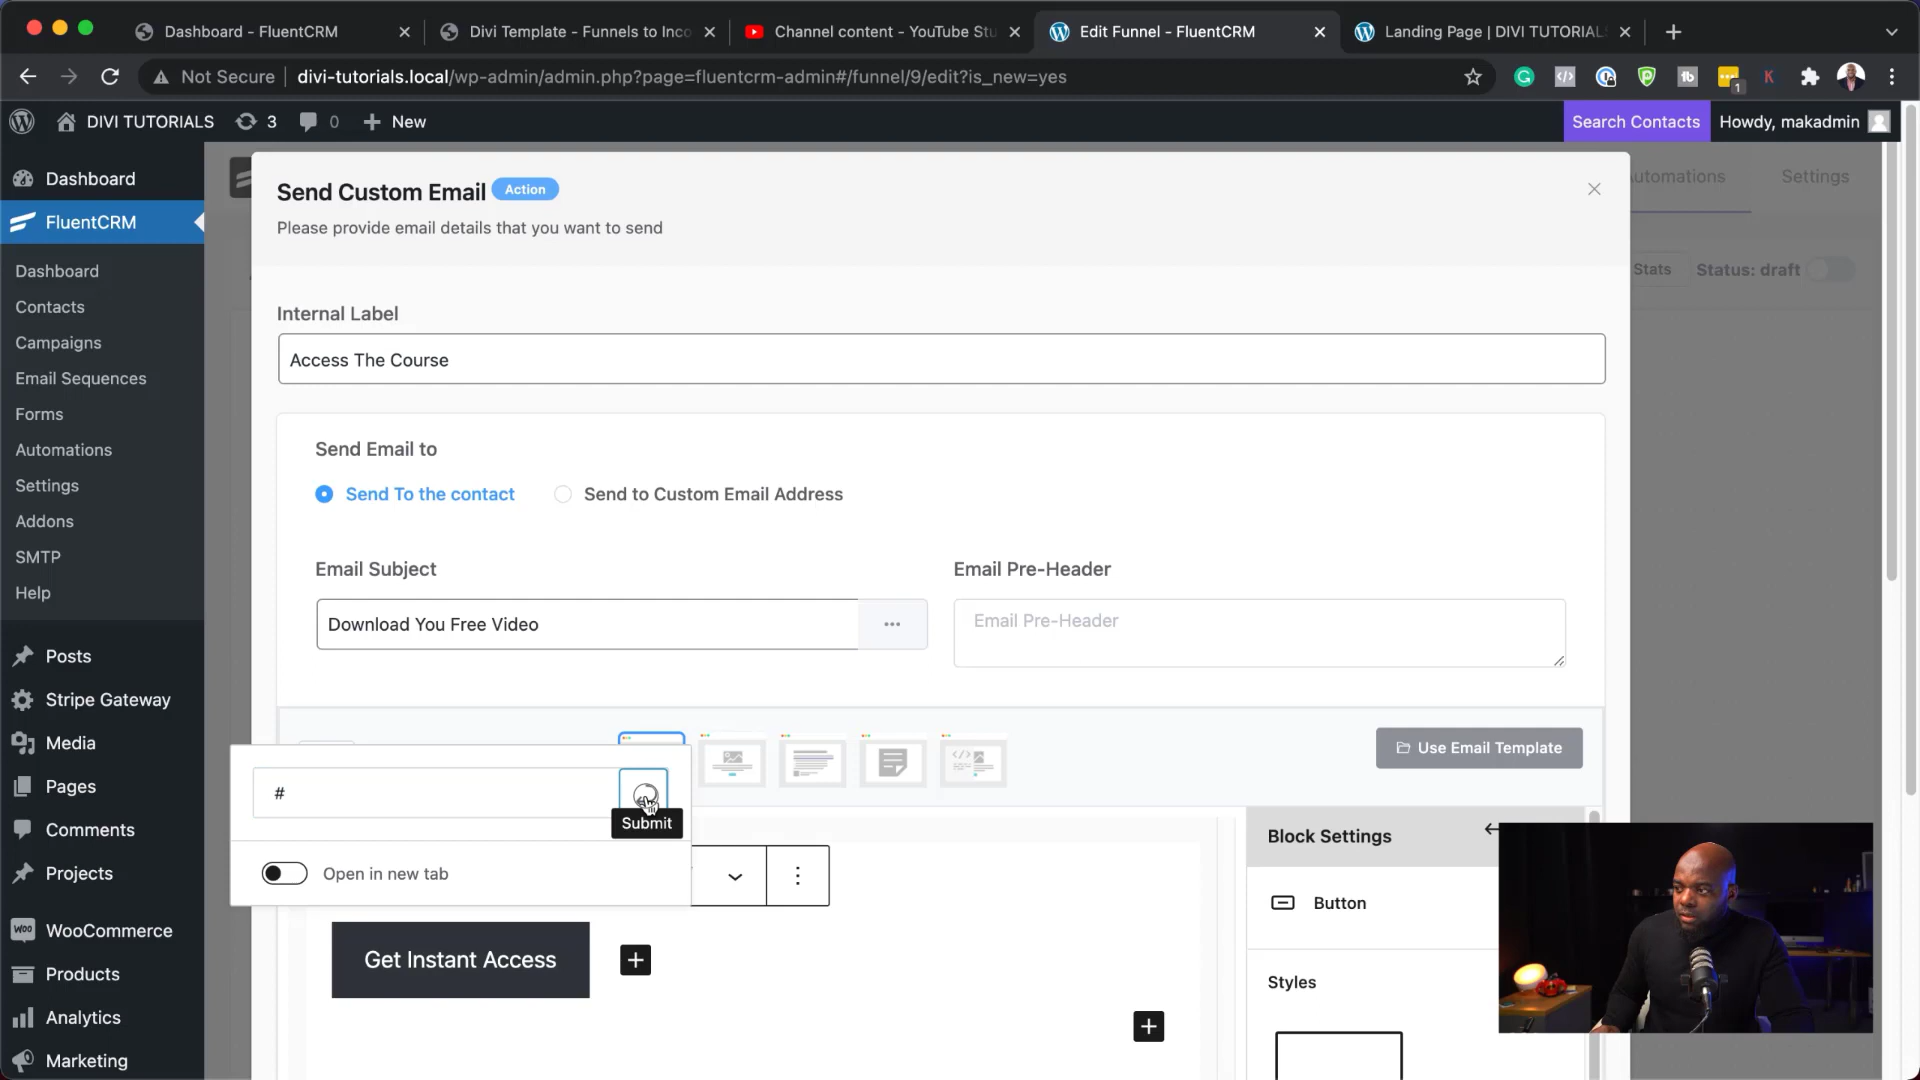 Dashboard - FluentCRM
Divi Template - Funnels to Inco
Channel content - YouTube Stu
Edit Funnel - FluentCRM
Landing Page | DIVI TUTORIAL
Not Secure
divi-tutorials.local/wp-admin/admin.php?page=fluentcrm-admin#/funnel/9/edit?is_new=yes
1
DIVI TUTORIALS
3
0
New
Search Contacts
Howdy, makadmin
Dashboard
FluentCRM
Dashboard
Contacts
Campaigns
Email Sequences
Forms
Automations
Settings
Addons
SMTP
Help
Posts
Stripe Gateway
Media
Pages
Comments
Projects
WooCommerce
Products
Analytics
Marketing
Send Custom Email
Action
Please provide email details that you want to send
utomations
Settings
Stats
Status: draft
Internal Label
Access The Course
Send Email to
Send To the contact
Send to Custom Email Address
Email Subject
Email Pre-Header
Download You Free Video
Email Pre-Header
Use Email Template
#
Submit
Open in new tab
Get Instant Access
Block Settings
Button
Styles